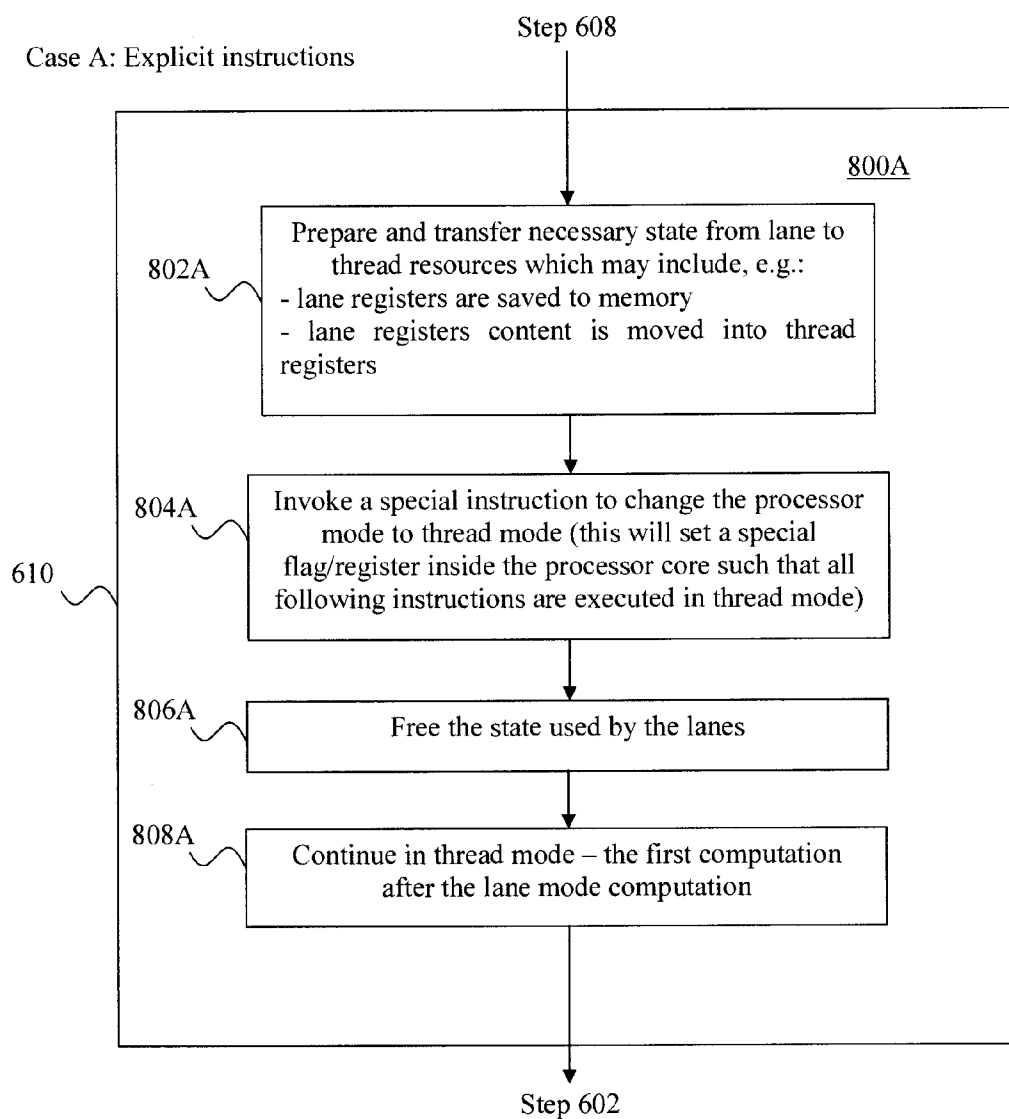 Step 608
Case A: Explicit instructions
800A
802A
Prepare and transfer necessary state from lane to
thread resources which may include, e.g.:
- lane registers are saved to memory
- lane registers content is moved into thread
registers
804A
Invoke a special instruction to change the processor
mode to thread mode (this will set a special
flag/register inside the processor core such that all
following instructions are executed in thread mode)
610
806A
Free the state used by the lanes
808A
Continue in thread mode – the first computation
after the lane mode computation
Step 602